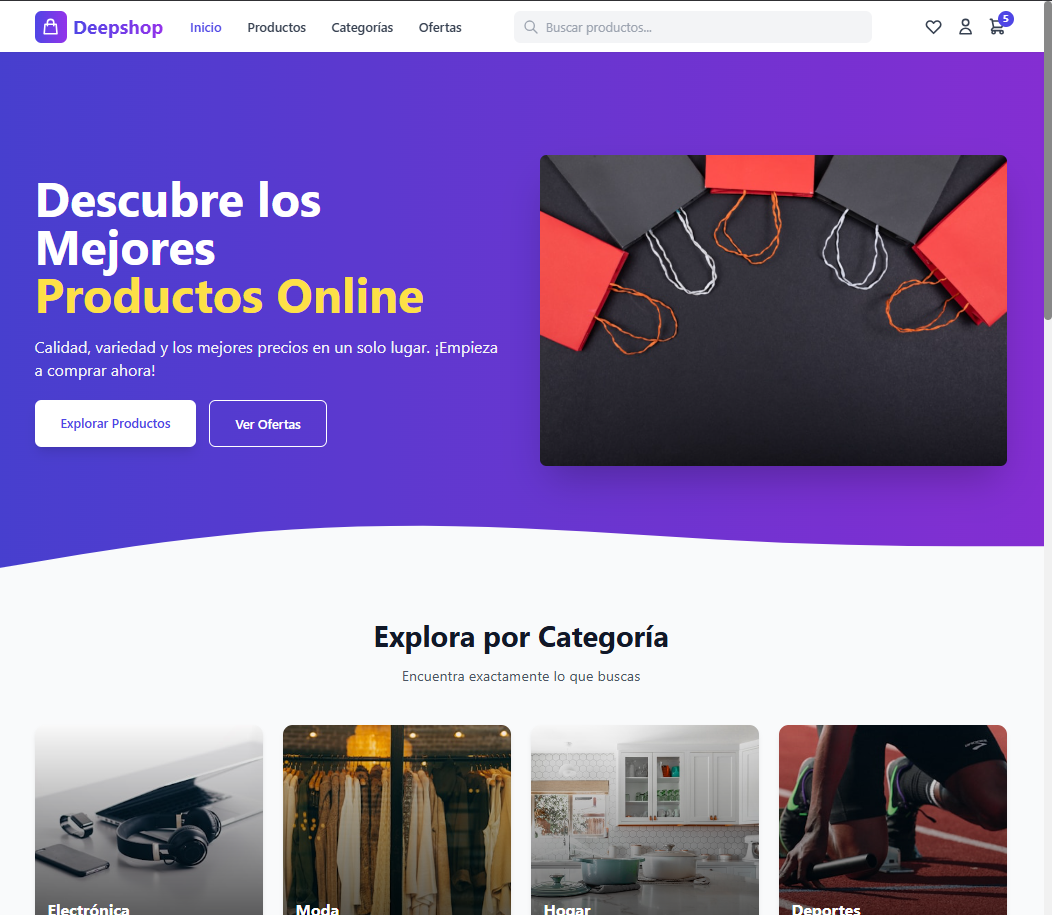 Deepshop
Inicio
Productos
Categorías
Ofertas
Buscar productos...
5
Descubre los
Mejores
Productos Online
Calidad, variedad y los mejores precios en un solo lugar. ¡Empieza
a comprar ahora!
Explorar Productos
Ver Ofertas
Explora por Categoría
Encuentra exactamente lo que buscas
Electrónica
Moda
Hogar
Deportes